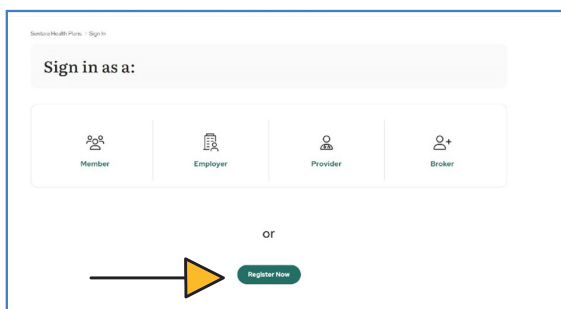 Sentara Health Plans / Sign In
Sign in as a:
Member Employer Provider Broker
or
Register Now